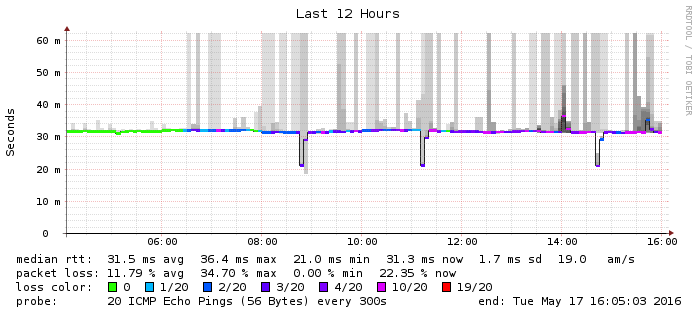 Last 12 Hours
RRDTOOL / TOBI OETIKER
Seconds
60 m
50 m
40 m
30 m
20 m
10 m
0
06:00 08:00 10:00 12:00 14:00 16:00
median rtt: 31.5 ms avg 36.4 ms max 21.0 ms min 31.3 ms now 1.7 ms sd 19.0 am/s
packet loss: 11.79 % avg 34.70 % max 0.00 % min 22.35 % now
loss color: 0 1/20 2/20 3/20 4/20 10/20 19/20
probe: 20 ICMP Echo Pings (56 Bytes) every 300s end: Tue May 17 16:05:03 2016